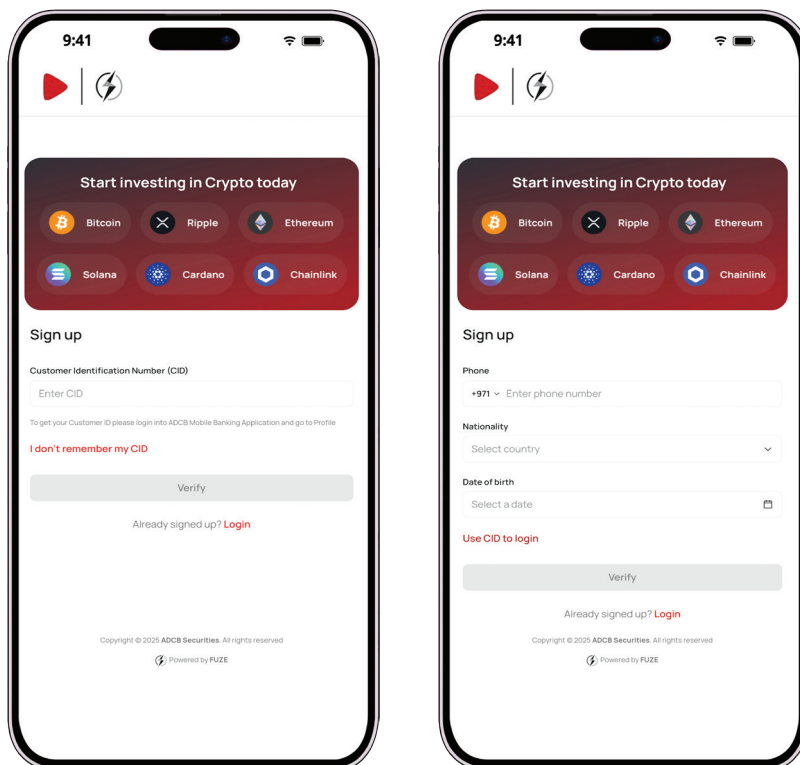 9:41
Start investing in Crypto today
Bitcoin Ripple Ethereum
Solana Cardano Chainlink
Sign up
Customer Identification Number (CID)
Enter CID
To get your Customer ID please login into ADCB Mobile Banking Application and go to Profile
I don't remember my CID
Verify
Already signed up? Login
Copyright © 2025 ADCB Securities. All rights reserved
Powered by FUZE
9:41
Start investing in Crypto today
Bitcoin Ripple Ethereum
Solana Cardano Chainlink
Sign up
Phone
+971 Enter phone number
Nationality
Select country
Date of birth
Select a date
Use CID to login
Verify
Already signed up? Login
Copyright © 2025 ADCB Securities. All rights reserved
Powered by FUZE